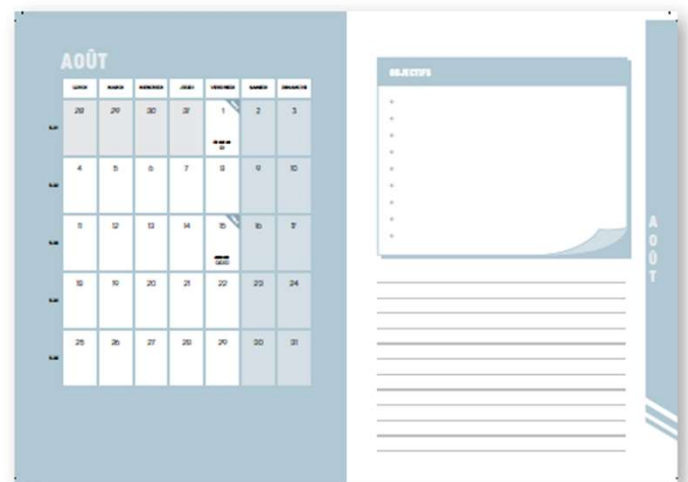 AOÛT
LUNDI MARDI MERCREDI JEUDI VENDREDI SAMEDI DIMANCHE
28 29 30 31 1 2 3
4 5 6 7 8 9 10
11 12 13 14 15 16 17
18 19 20 21 22 23 24
25 26 27 28 29 30 31
OBJECTIFS
AOÛT